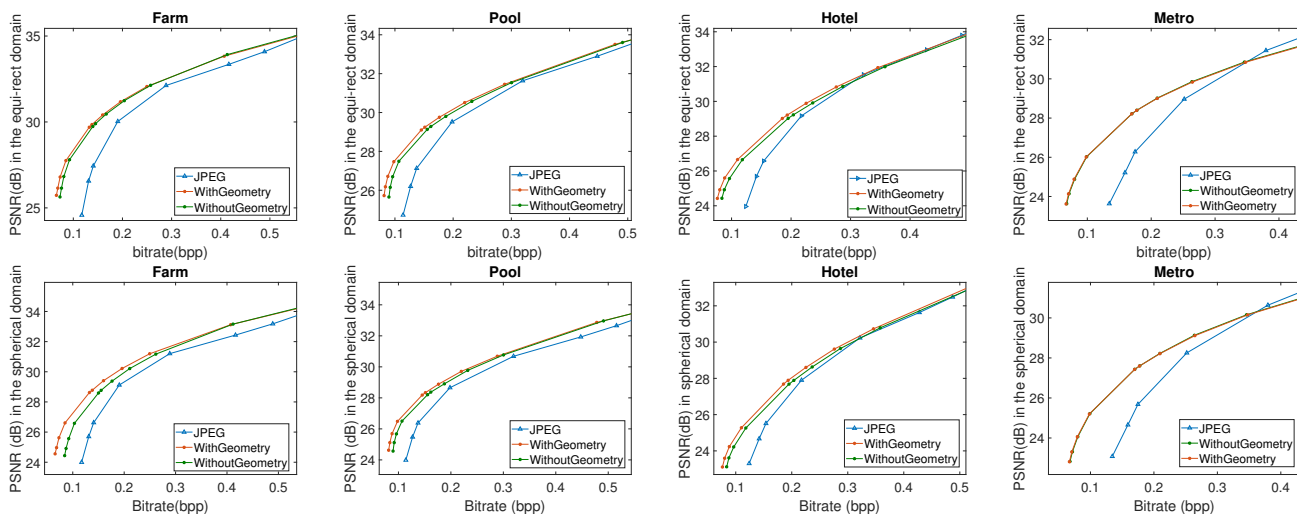 Farm
PSNR(dB) in the equi-rect domain
35
30
25
0.1 0.2 0.3 0.4 0.5
bitrate(bpp)
JPEG
WithGeometry
WithoutGeometry
Pool
PSNR(dB) in the equi-rect domain
34
32
30
28
26
24
0.1 0.2 0.3 0.4 0.5
bitrate(bpp)
JPEG
WithGeometry
WithoutGeometry
Hotel
PSNR(dB) in the equi-rect domain
34
32
30
28
26
24
0.1 0.2 0.3 0.4
bitrate(bpp)
JPEG
WithGeometry
WithoutGeometry
Metro
PSNR(dB) in the equi-rect domain
32
30
28
26
24
0.1 0.2 0.3 0.4
bitrate(bpp)
JPEG
WithoutGeometry
WithGeometry
Farm
PSNR (dB) in the spherical domain
34
32
30
28
26
24
0.1 0.2 0.3 0.4 0.5
Bitrate(bpp)
JPEG
WithGeometry
WithoutGeometry
Pool
PSNR (dB) in the spherical domain
34
32
30
28
26
24
0.1 0.2 0.3 0.4 0.5
Bitrate (bpp)
JPEG
WithGeometry
WithoutGeometry
Hotel
PSNR(dB) in spherical domain
32
30
28
26
24
0.1 0.2 0.3 0.4 0.5
Bitrate (bpp)
JPEG
WithGeometry
WithoutGeometry
Metro
PSNR(dB) in the spherical domain
30
28
26
24
0.1 0.2 0.3 0.4
Bitrate (bpp)
JPEG
WithoutGeometry
WithGeometry